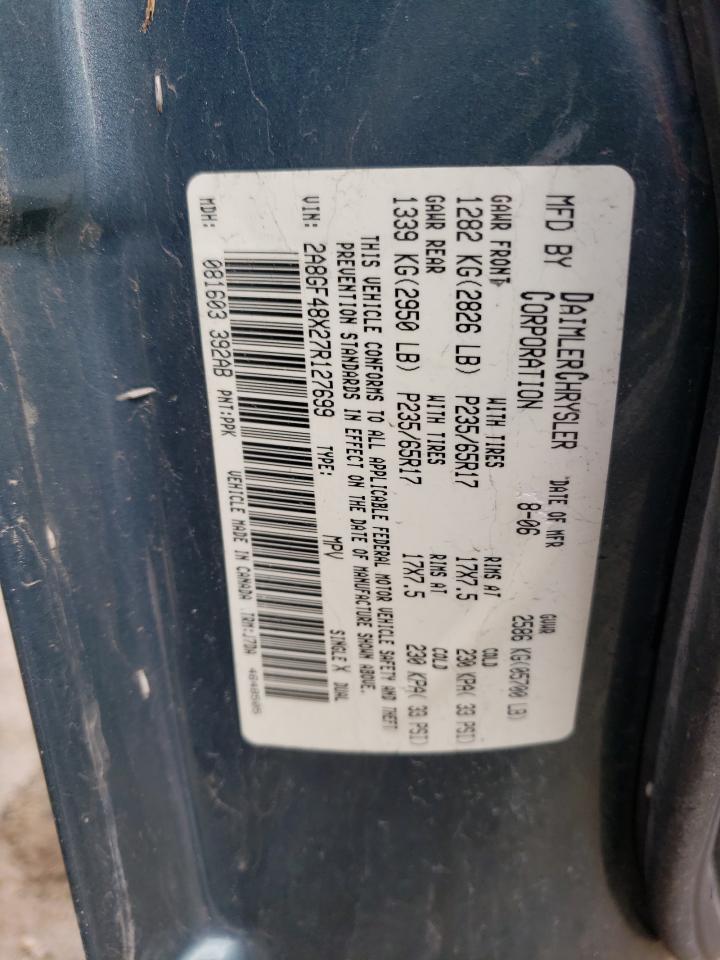 MFD BY DAIMLERCHRYSLER CORPORATION
DATE OF MFR 8-06
GVWR 2586 KG(05700 LB)
GAWR FRONT WITH TIRES RIMS AT COLD
1282 KG(2826 LB) P235/65R17 17X7.5 230 KPA( 33 PSI)
GAWR REAR WITH TIRES RIMS AT COLD
1339 KG(2950 LB) P235/65R17 17X7.5 230 KPA( 33 PSI)
THIS VEHICLE CONFORMS TO ALL APPLICABLE FEDERAL MOTOR VEHICLE SAFETY AND THEFT
PREVENTION STANDARDS IN EFFECT ON THE DATE OF MANUFACTURE SHOWN ABOVE.
VIN: 2A8GF48X27R127699 TYPE: MPV SINGLE X DUAL
MDH: 081603 392AB PNT:PPK VEHICLE MADE IN CANADA TRM:J7DA